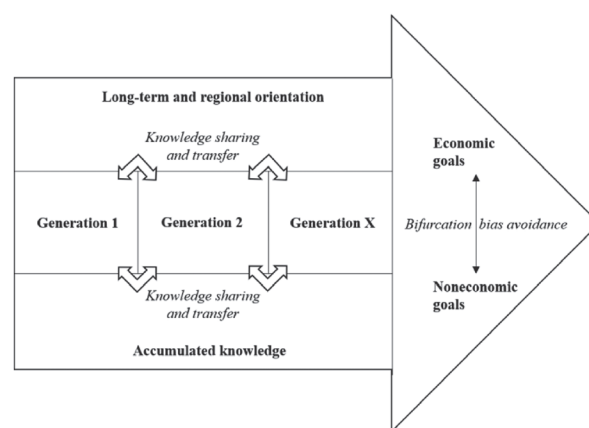 Long-term and regional orientation
Knowledge sharing
and transfer
Economic
goals
Generation 1
Generation 2
Generation X
Bifurcation bias avoidance
Noneconomic
goals
Knowledge sharing
and transfer
Accumulated knowledge